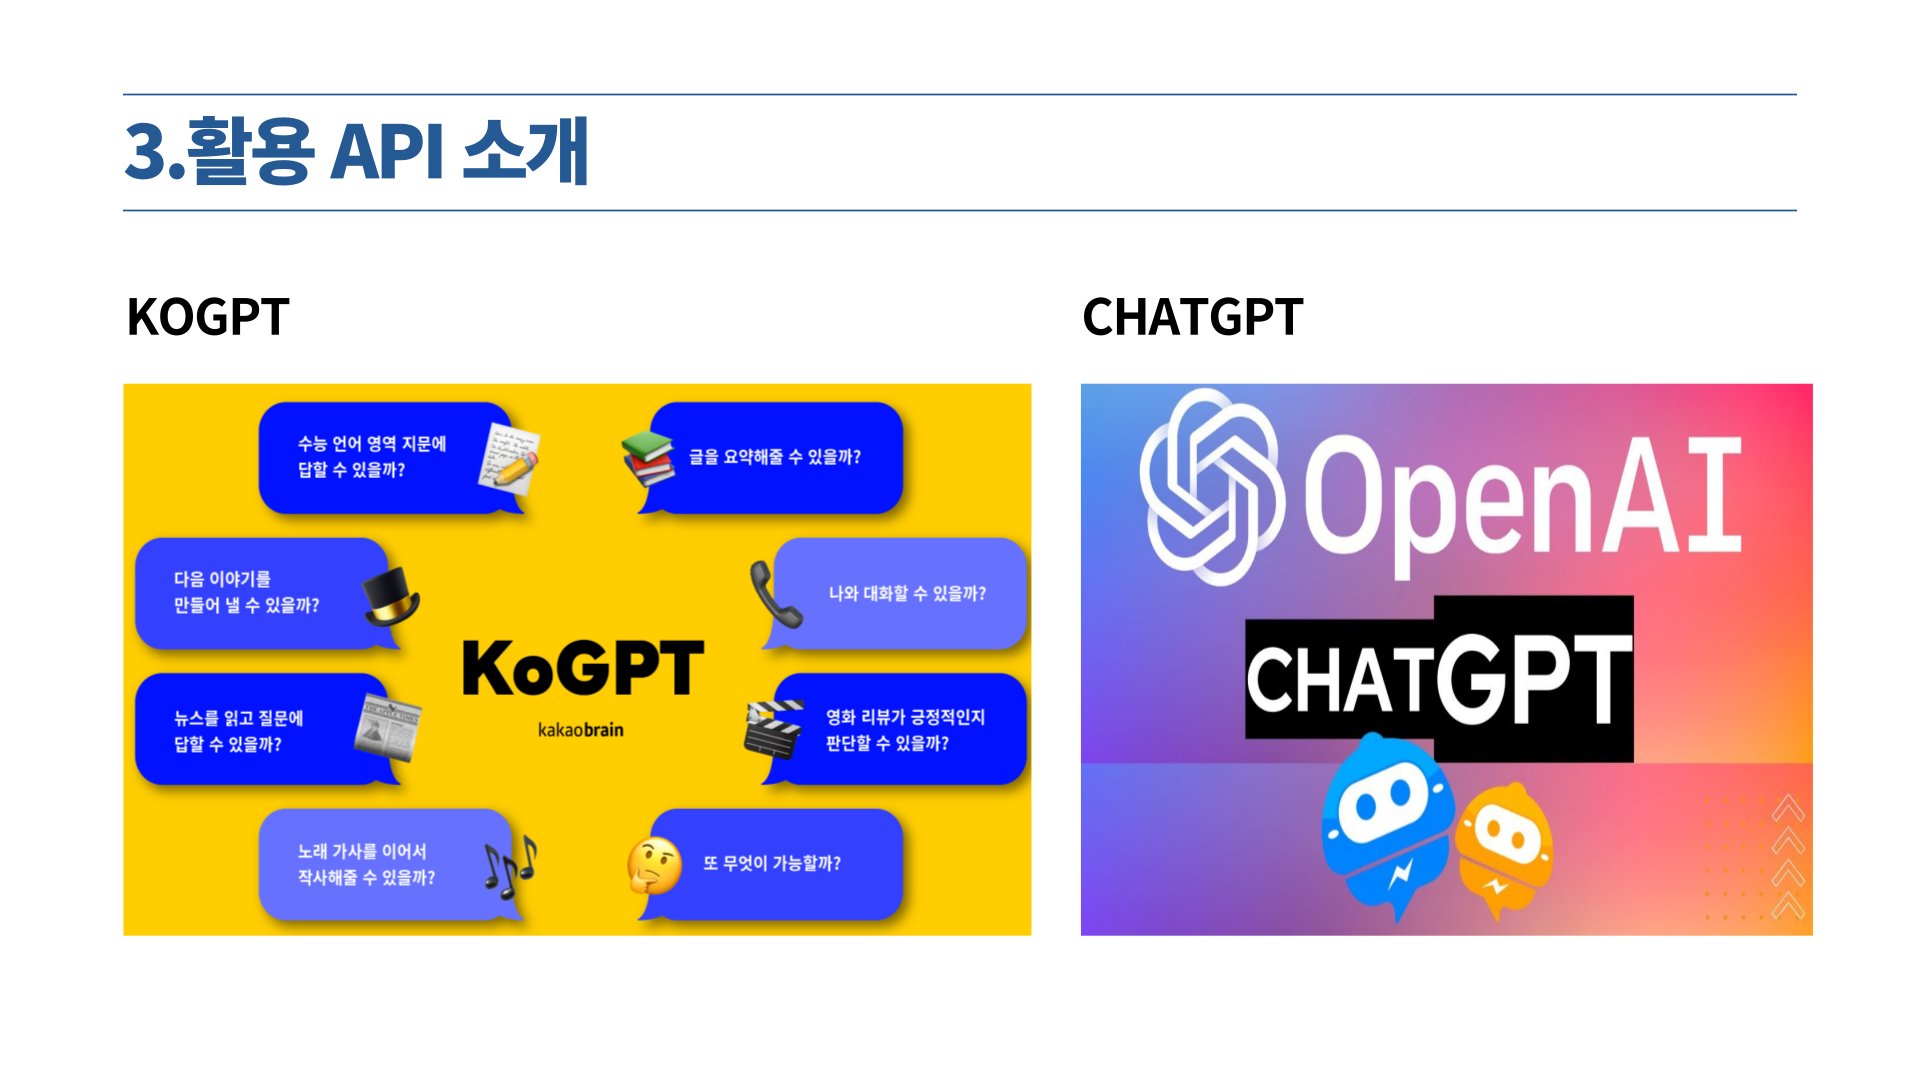 3.활용 API 소개
KOGPT
CHATGPT
수능 언어 영역 지문에
답할 수 있을까?
글을 요약해줄 수 있을까?
다음 이야기를
만들어 낼 수 있을까?
나와 대화할 수 있을까?
KoGPT
kakaobrain
뉴스를 읽고 질문에
답할 수 있을까?
영화 리뷰가 긍정적인지
판단할 수 있을까?
노래 가사를 이어서
작사해줄 수 있을까?
또 무엇이 가능할까?
OpenAI
CHATGPT